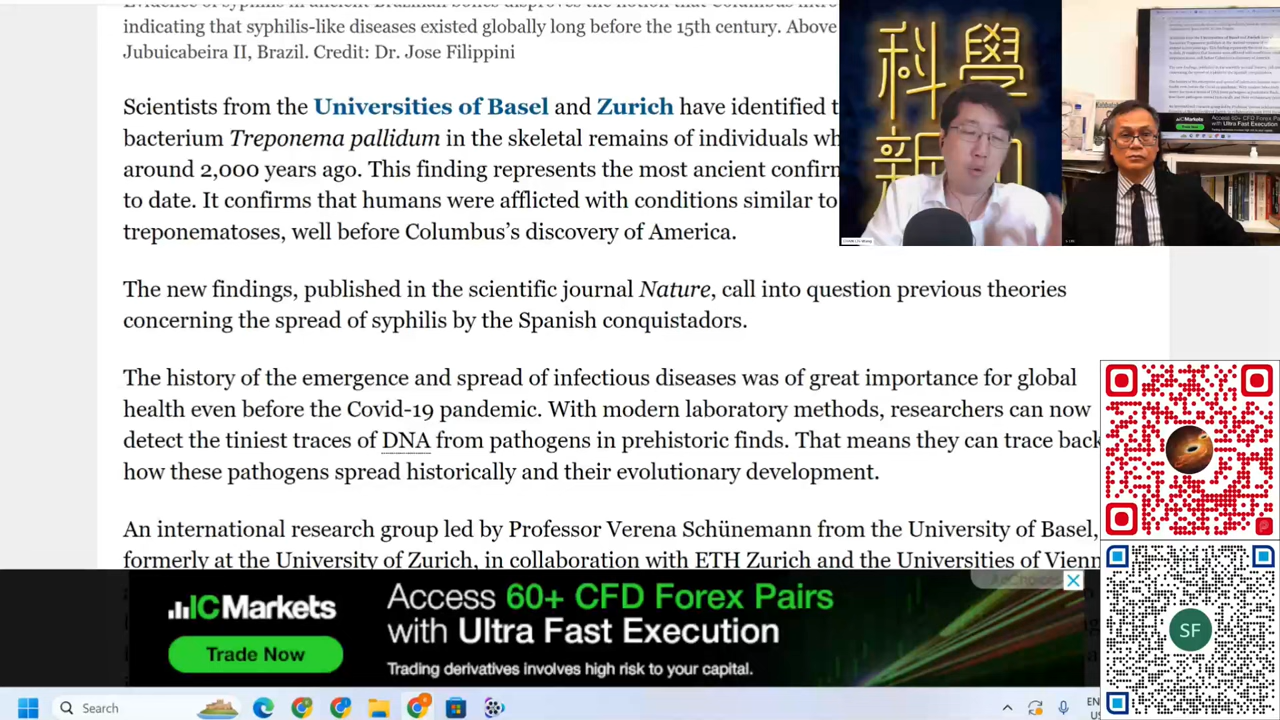 indicating that syphilis-like diseases existed globally long before the 15th century. Above
Jubuicabeira II, Brazil. Credit: Dr. Jose Filippini
Scientists from the Universities of Basel and Zurich have identified
bacterium Treponema pallidum in the skeletal remains of individuals
around 2,000 years ago. This finding represents the most ancient
to date. It confirms that humans were afflicted with conditions similar to
treponematoses, well before Columbus's discovery of America.
The new findings, published in the scientific journal Nature, call into question previous theories
concerning the spread of syphilis by the Spanish conquistadors.
The history of the emergence and spread of infectious diseases was of great importance for global
health even before the Covid-19 pandemic. With modern laboratory methods, researchers can now
detect the tiniest traces of DNA from pathogens in prehistoric finds. That means they can trace back
how these pathogens spread historically and their evolutionary development.
An international research group led by Professor Verena Schünemann from the University of Basel,
formerly at the University of Zurich, in collaboration with ETH Zurich and the Universities of Vienn
科學
新
ICMarkets
Trade Now
Access 60+ CFD Forex Pairs
with Ultra Fast Execution
Trading derivatives involves high risk to your capital.
SF
Search
EN